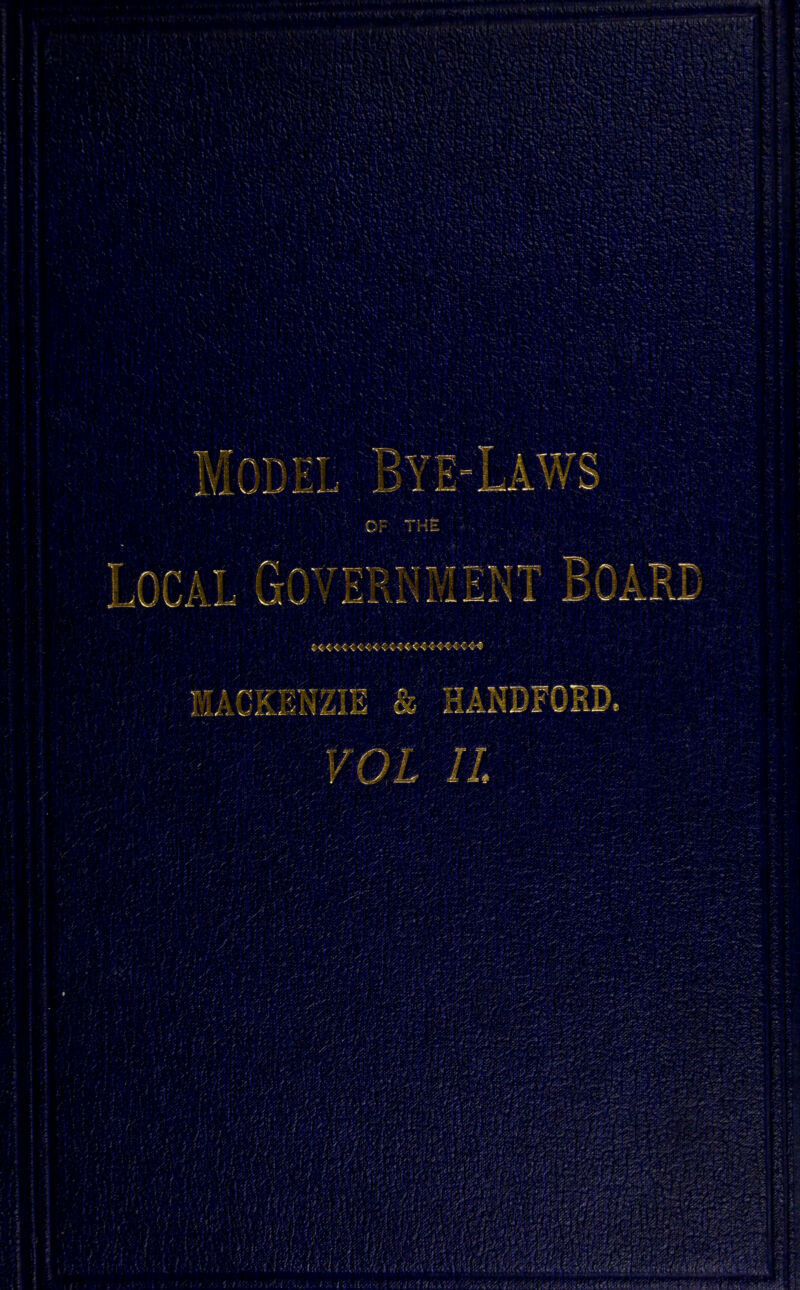 MODEL BYE-LAWS
OF THE
LOCAL GOVERNMENT BOARD
MACKENZIE & HANDFORD.
VOL II.